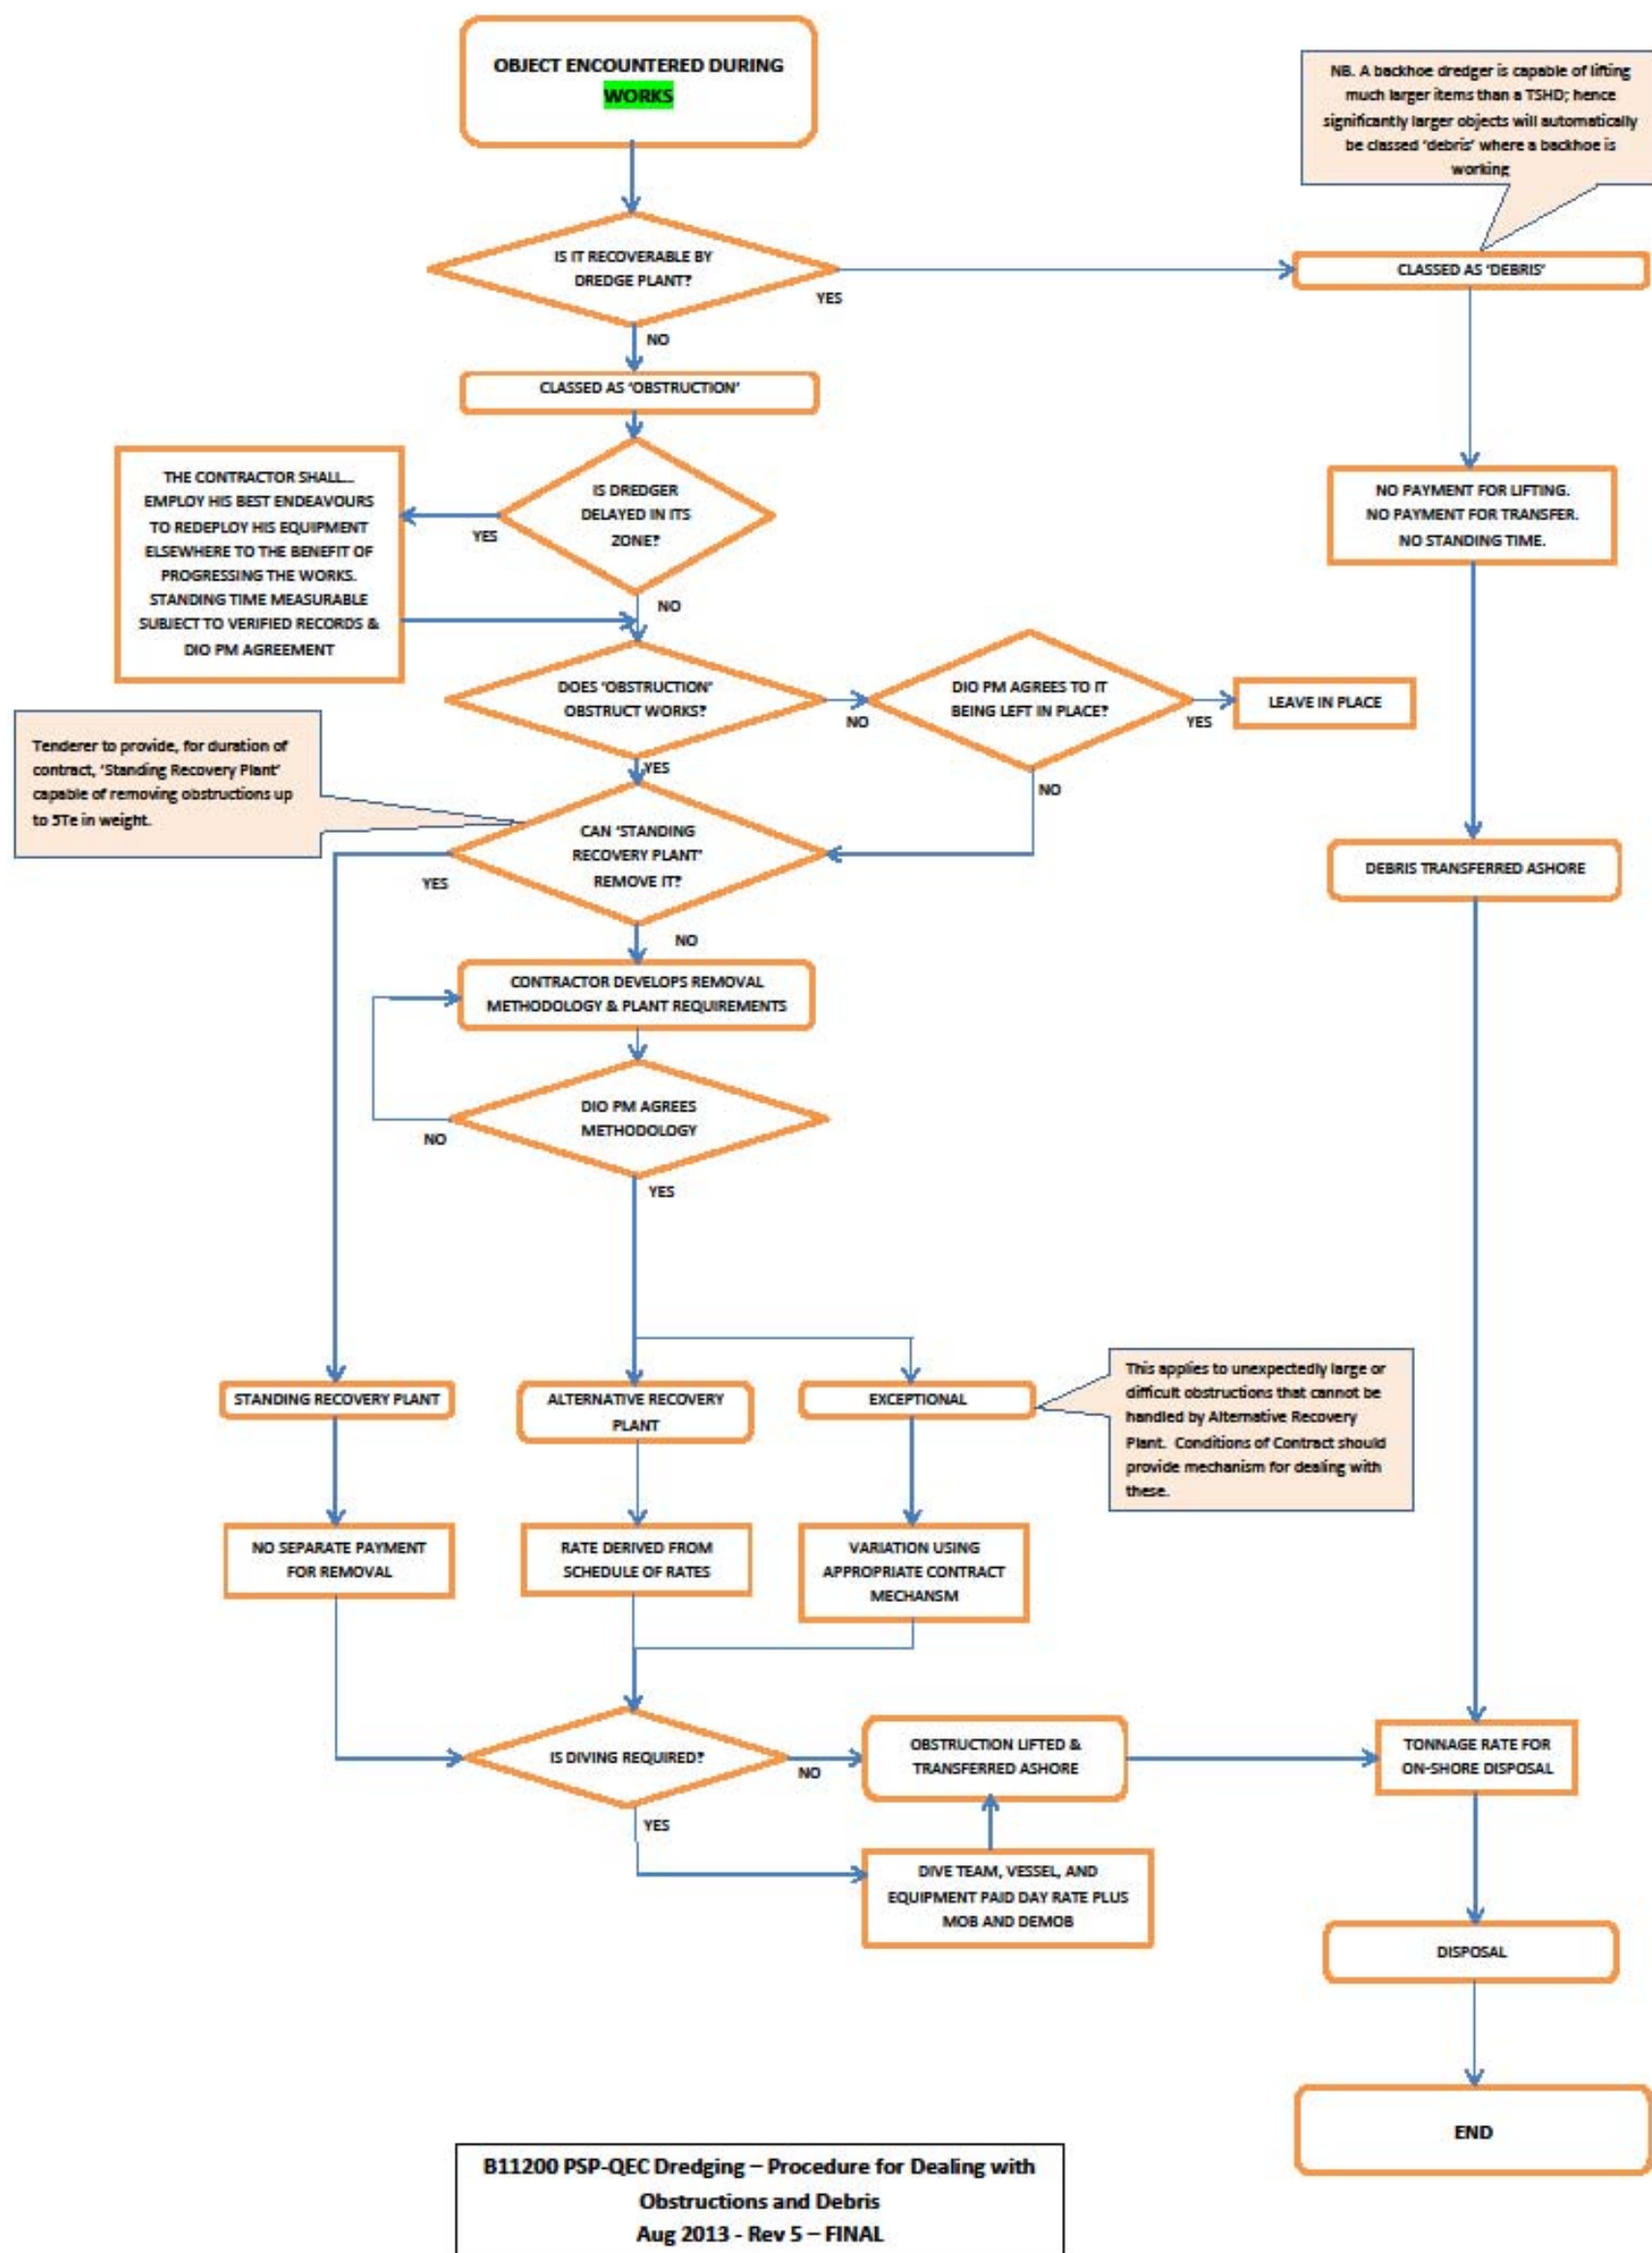 OBJECT ENCOUNTERED DURING
WORKS
NB. A backhoe dredger is capable of lifting
much larger items than a TSHD; hence
significantly larger objects will automatically
be classed 'debris' where a backhoe is
working
IS IT RECOVERABLE BY
DREDGE PLANT?
YES
NO
CLASSED AS 'DEBRIS'
CLASSED AS 'OBSTRUCTION'
IS DREDGER
DELAYED IN ITS
ZONE?
YES
NO
THE CONTRACTOR SHALL...
EMPLOY HIS BEST ENDEAVOURS
TO REDEPLOY HIS EQUIPMENT
ELSEWHERE TO THE BENEFIT OF
PROGRESSING THE WORKS.
STANDING TIME MEASURABLE
SUBJECT TO VERIFIED RECORDS &
DIO PM AGREEMENT
NO PAYMENT FOR LIFTING.
NO PAYMENT FOR TRANSFER.
NO STANDING TIME.
DOES 'OBSTRUCTION'
OBSTRUCT WORKS?
NO
YES
DIO PM AGREES TO IT
BEING LEFT IN PLACE?
YES
NO
LEAVE IN PLACE
Tenderer to provide, for duration of
contract, 'Standing Recovery Plant'
capable of removing obstructions up
to 5Te in weight.
CAN 'STANDING
RECOVERY PLANT'
REMOVE IT?
YES
NO
DEBRIS TRANSFERRED ASHORE
CONTRACTOR DEVELOPS REMOVAL
METHODOLOGY & PLANT REQUIREMENTS
DIO PM AGREES
METHODOLOGY
NO
YES
STANDING RECOVERY PLANT
ALTERNATIVE RECOVERY
PLANT
EXCEPTIONAL
This applies to unexpectedly large or
difficult obstructions that cannot be
handled by Alternative Recovery
Plant. Conditions of Contract should
provide mechanism for dealing with
these.
NO SEPARATE PAYMENT
FOR REMOVAL
RATE DERIVED FROM
SCHEDULE OF RATES
VARIATION USING
APPROPRIATE CONTRACT
MECHANSM
IS DIVING REQUIRED?
NO
YES
OBSTRUCTION LIFTED &
TRANSFERRED ASHORE
TONNAGE RATE FOR
ON-SHORE DISPOSAL
DIVE TEAM, VESSEL, AND
EQUIPMENT PAID DAY RATE PLUS
MOB AND DEMOB
DISPOSAL
END
B11200 PSP-QEC Dredging – Procedure for Dealing with
Obstructions and Debris
Aug 2013 - Rev 5 – FINAL